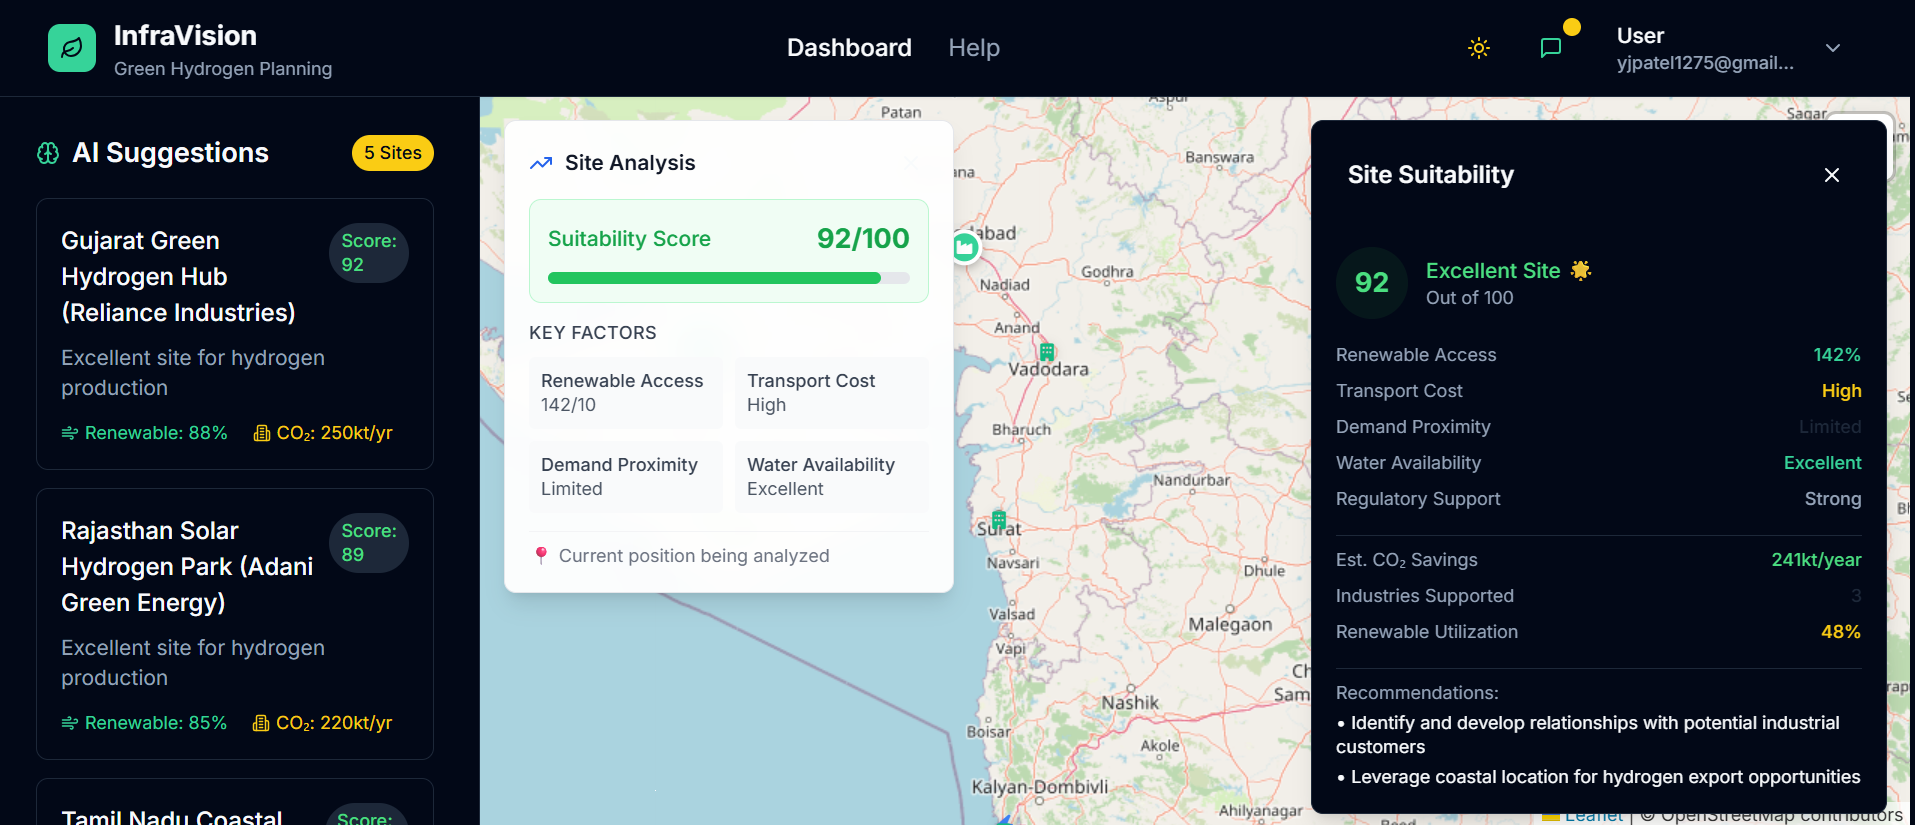 InfraVision
Green Hydrogen Planning
Dashboard
Help
User
yjpatel1275@gmail...
AI Suggestions
5 Sites
Gujarat Green
Hydrogen Hub
(Reliance Industries)
Score:
92
Excellent site for hydrogen
production
Renewable: 88%
CO₂: 250kt/yr
Rajasthan Solar
Hydrogen Park (Adani
Green Energy)
Score:
89
Excellent site for hydrogen
production
Renewable: 85%
CO₂: 220kt/yr
Tamil Nadu Coastal
Score:
Site Analysis
Suitability Score
92/100
KEY FACTORS
Renewable Access
142/10
Transport Cost
High
Demand Proximity
Limited
Water Availability
Excellent
📍 Current position being analyzed
Patan
Banswara
Godhra
Nadiad
Anand
Vadodara
Bharuch
Nandurbar
Surat
Navsari
Dhule
Valsad
Malegaon
Vapi
Nashik
Boisar
Akole
Kalyan-Dombivli
Ahilyanagar
Site Suitability
92
Excellent Site 🌟
Out of 100
Renewable Access
142%
Transport Cost
High
Demand Proximity
Limited
Water Availability
Excellent
Regulatory Support
Strong
Est. CO₂ Savings
241kt/year
Industries Supported
3
Renewable Utilization
48%
Recommendations:
• Identify and develop relationships with potential industrial
customers
• Leverage coastal location for hydrogen export opportunities
Leaflet | © OpenStreetMap contributors